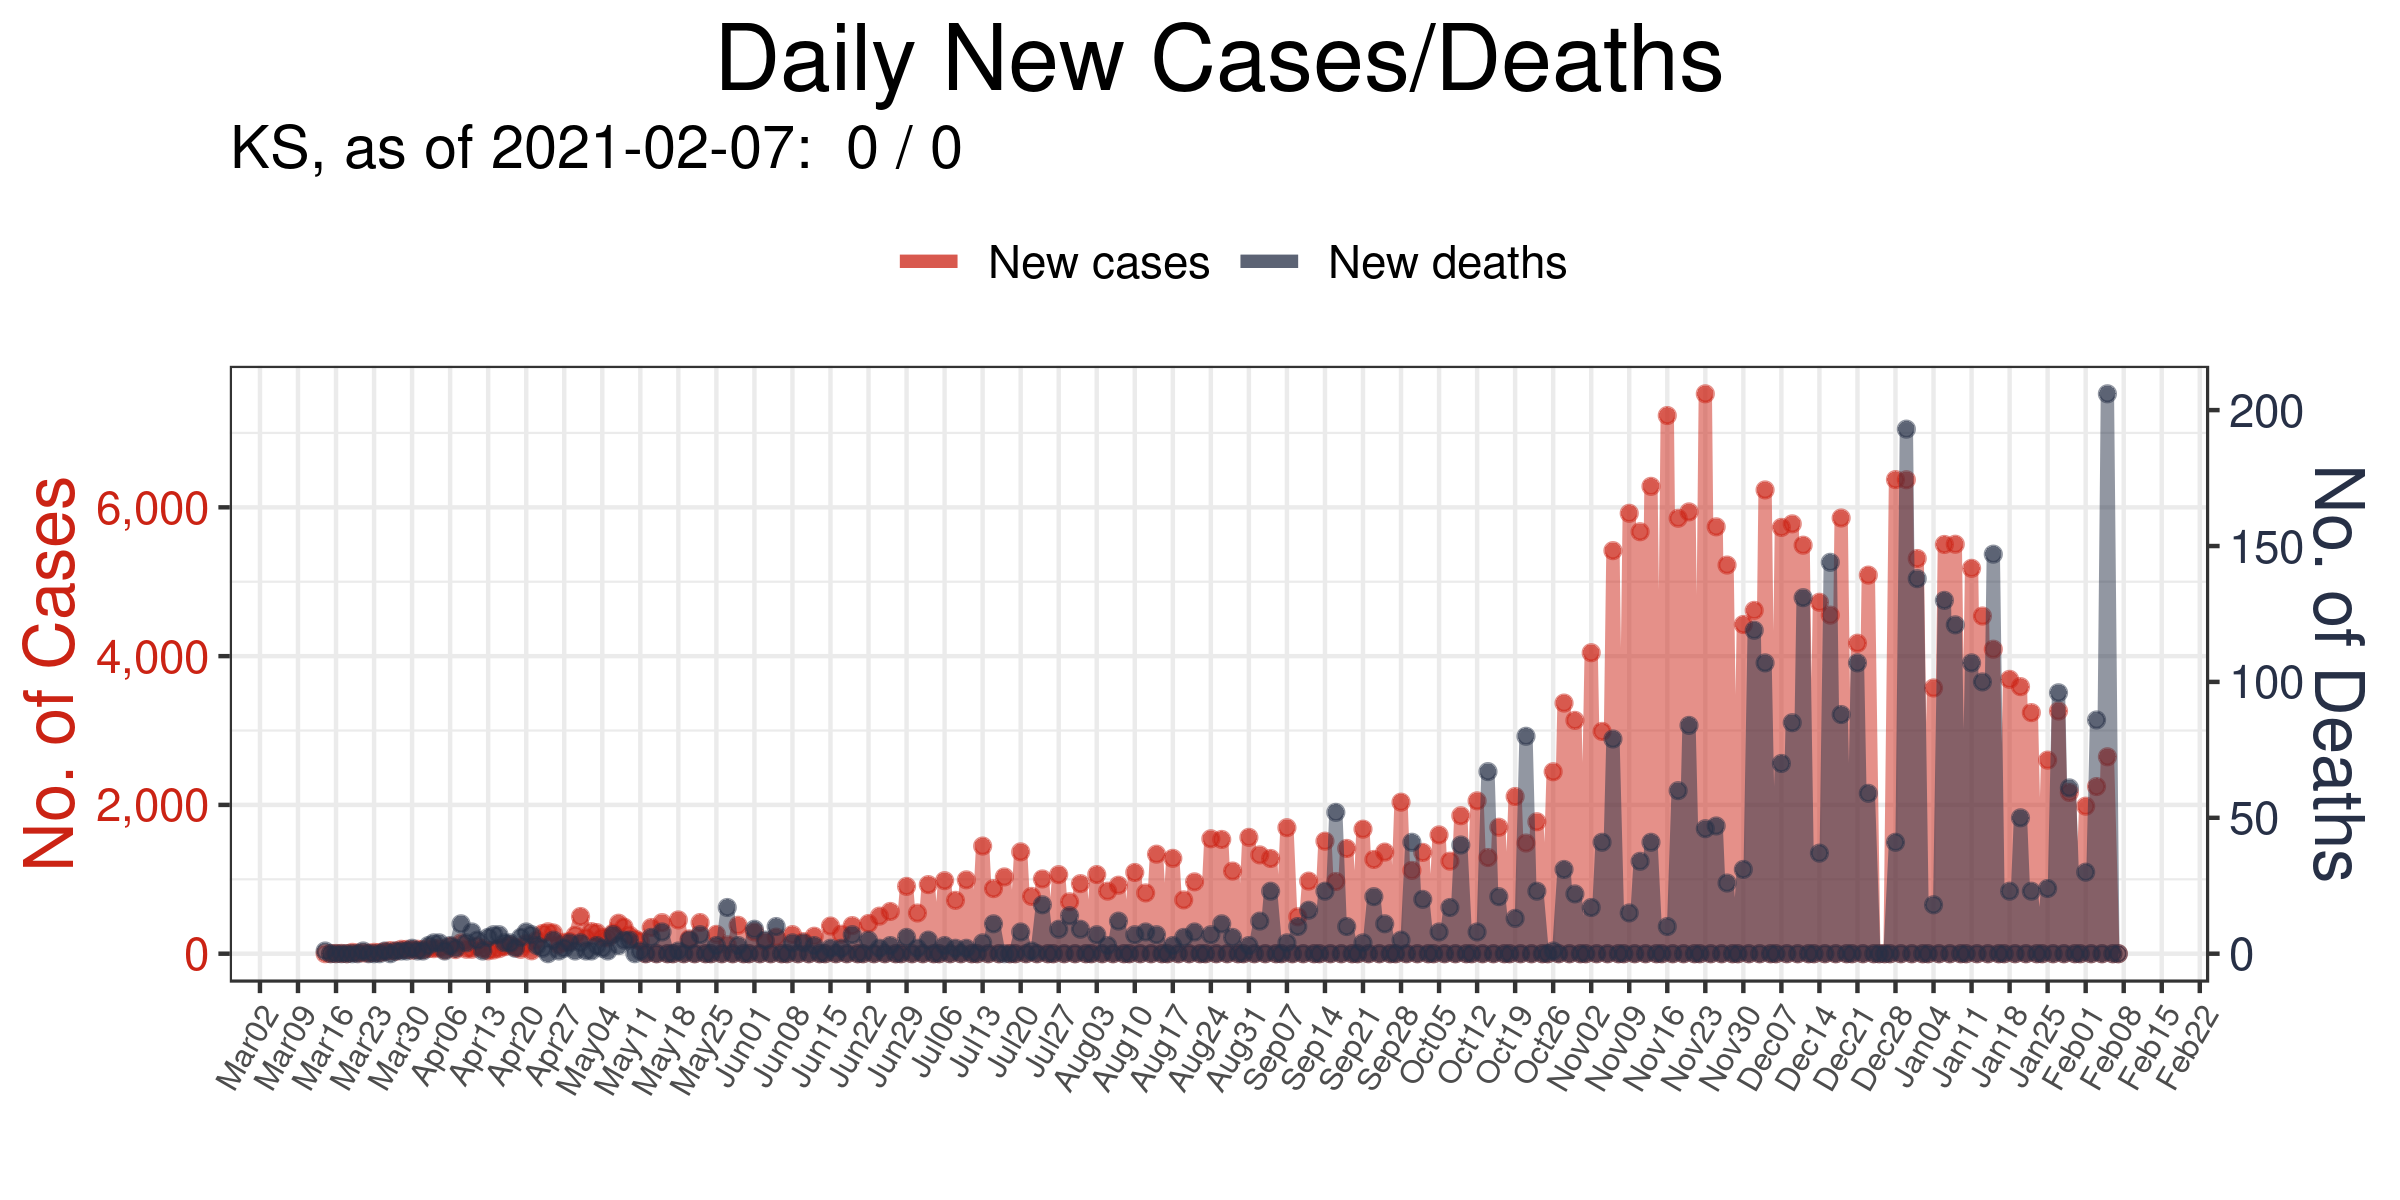 Daily New Cases/Deaths
KS, as of 2021-02-07:  0 / 0
New cases New deaths
No. of Cases
6,000
4,000
2,000
0
200
150
100
50
0
No. of Deaths
Mar02 Mar09 Mar16 Mar23 Mar30 Apr06 Apr13 Apr20 Apr27 May04 May11 May18 May25 Jun01 Jun08 Jun15 Jun22 Jun29 Jul06 Jul13 Jul20 Jul27 Aug03 Aug10 Aug17 Aug24 Aug31 Sep07 Sep14 Sep21 Sep28 Oct05 Oct12 Oct19 Oct26 Nov02 Nov09 Nov16 Nov23 Nov30 Dec07 Dec14 Dec21 Dec28 Jan04 Jan11 Jan18 Jan25 Feb01 Feb08 Feb15 Feb22